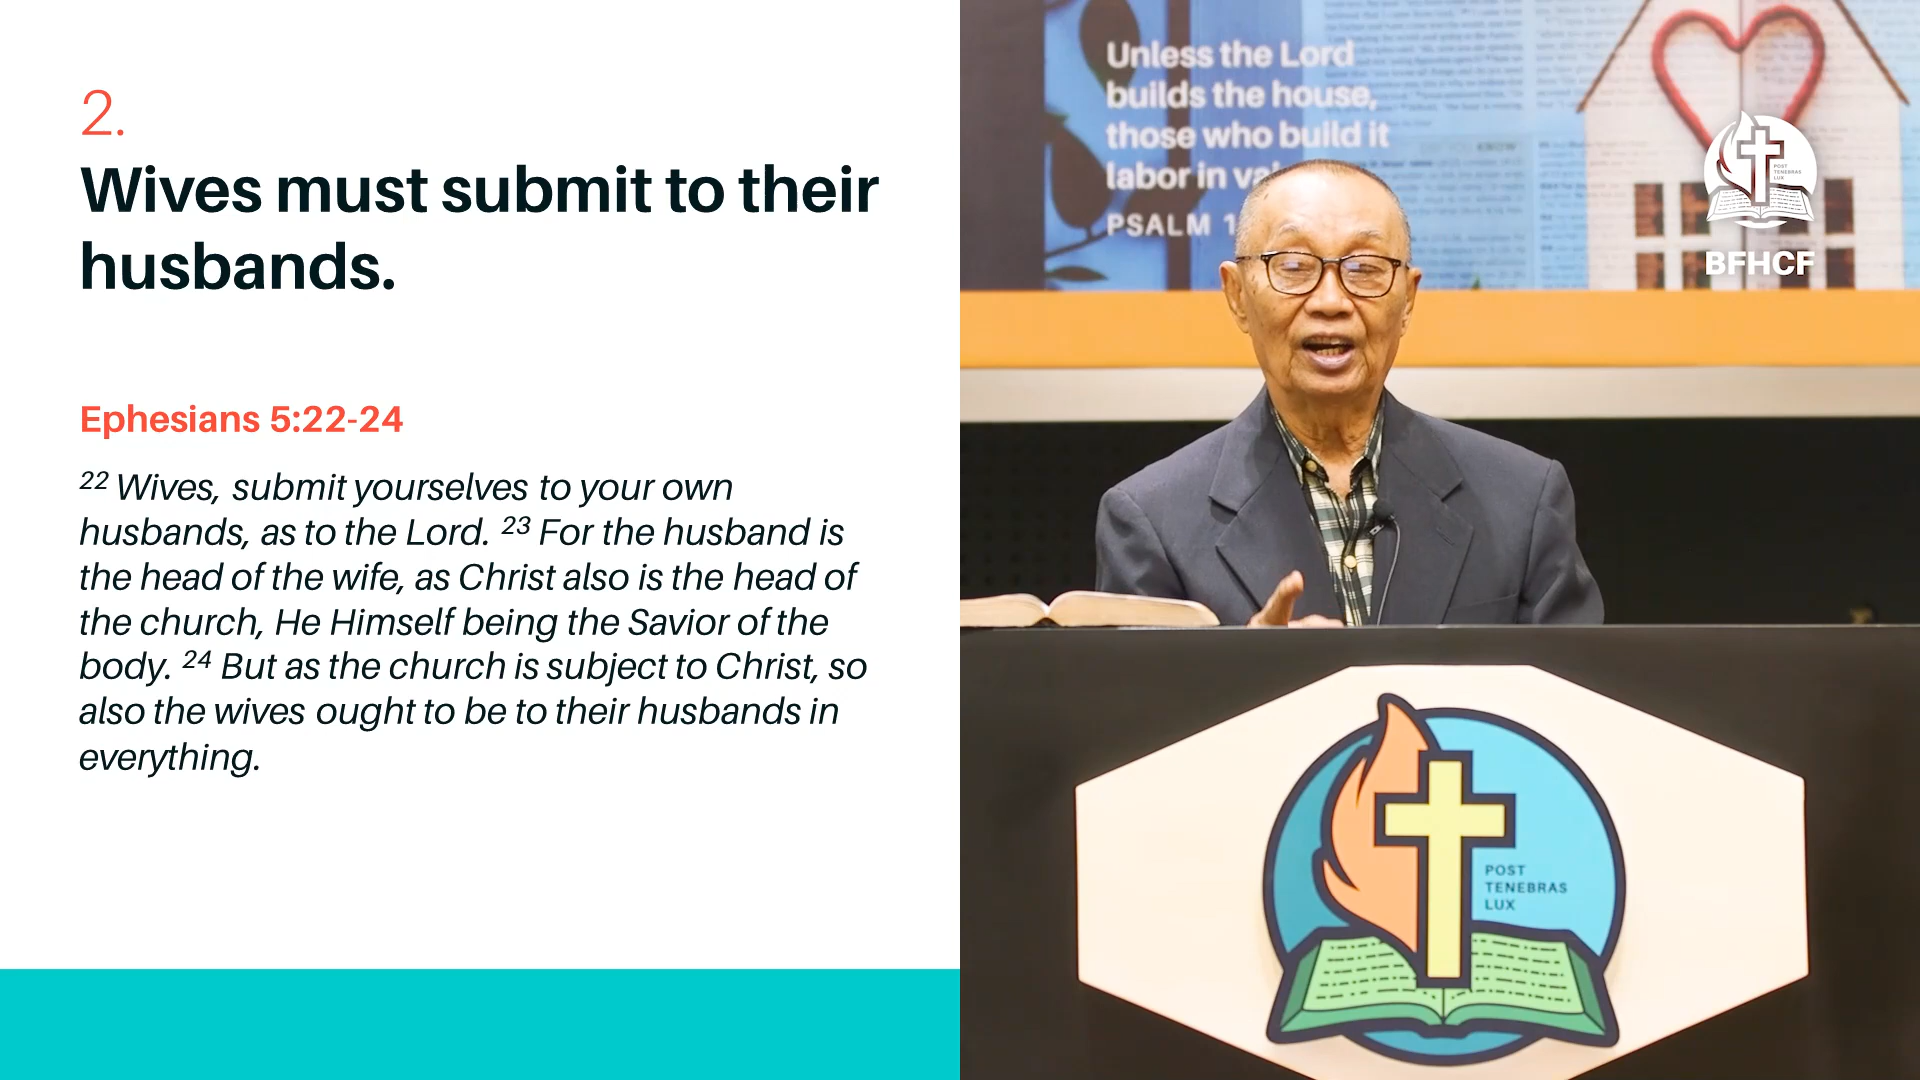 2.
Wives must submit to their
husbands.
Ephesians 5:22-24
22 Wives, submit yourselves to your own
husbands, as to the Lord. 23 For the husband is
the head of the wife, as Christ also is the head of
the church, He Himself being the Savior of the
body. 24 But as the church is subject to Christ, so
also the wives ought to be to their husbands in
everything.
Unless the Lord
builds the house,
those who build it
labor in
PSALM 1
POST
TENEBRAS
LUX
BFHCF
POST
TENEBRAS
LUX